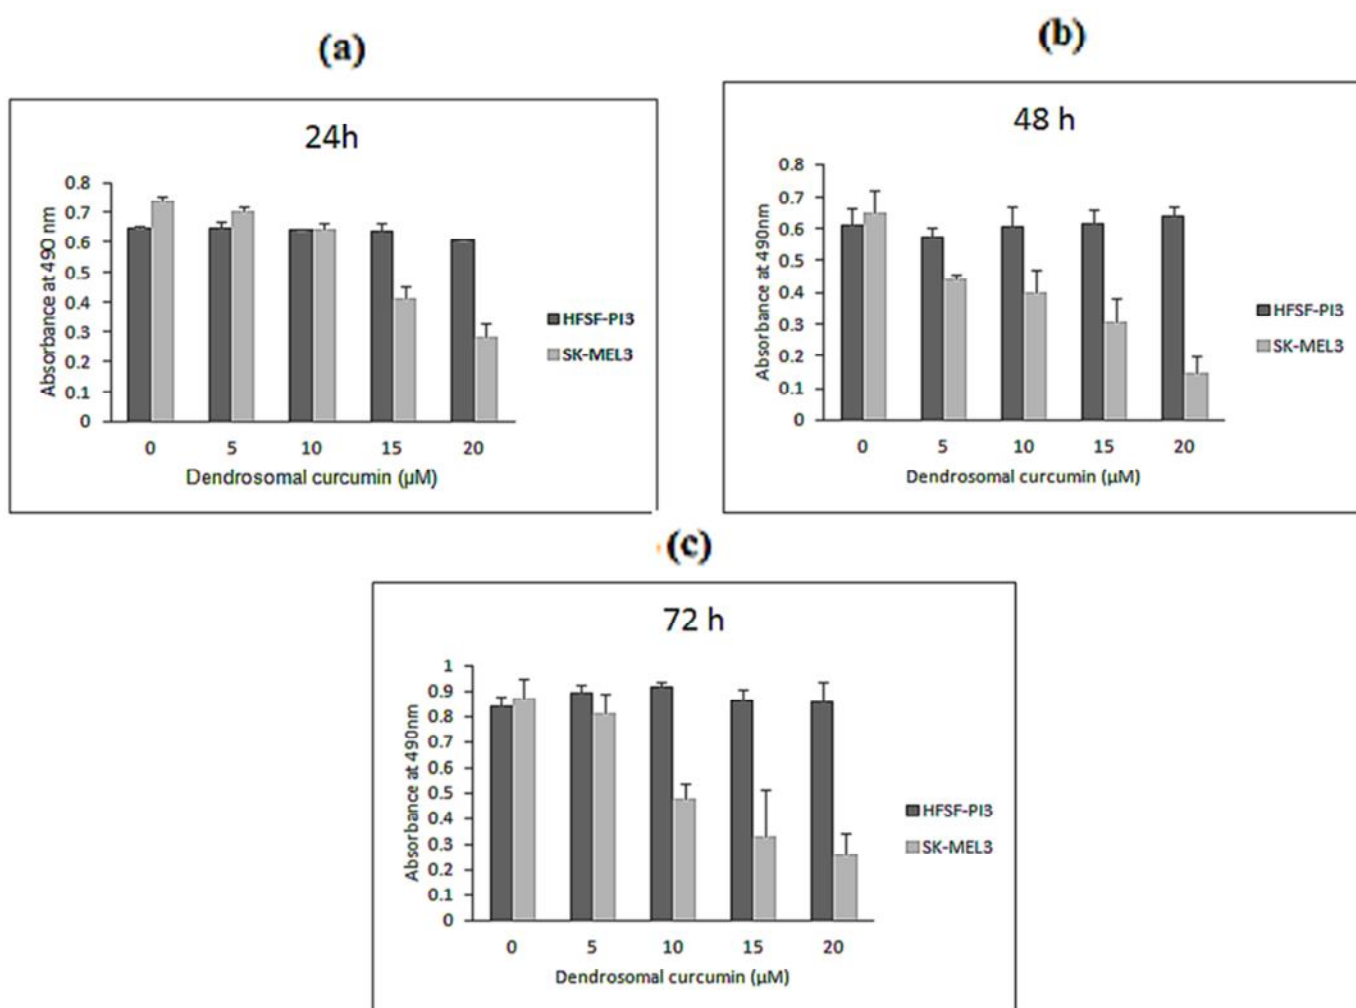 (a)
24h
Absorbance at 490 nm
0.8
0.7
0.6
0.5
0.4
0.3
0.2
0.1
0
0 5 10 15 20
Dendrosomal curcumin (µM)
HFSF-PI3
SK-MEL3
(b)
48 h
Absorbance at 490nm
0.8
0.7
0.6
0.5
0.4
0.3
0.2
0.1
0
0 5 10 15 20
Dendrosomal curcumin (µM)
HFSF-PI3
SK-MEL3
(c)
72 h
Absorbance at 490nm
1
0.9
0.8
0.7
0.6
0.5
0.4
0.3
0.2
0.1
0
0 5 10 15 20
Dendrosomal curcumin (µM)
HFSF-PI3
SK-MEL3